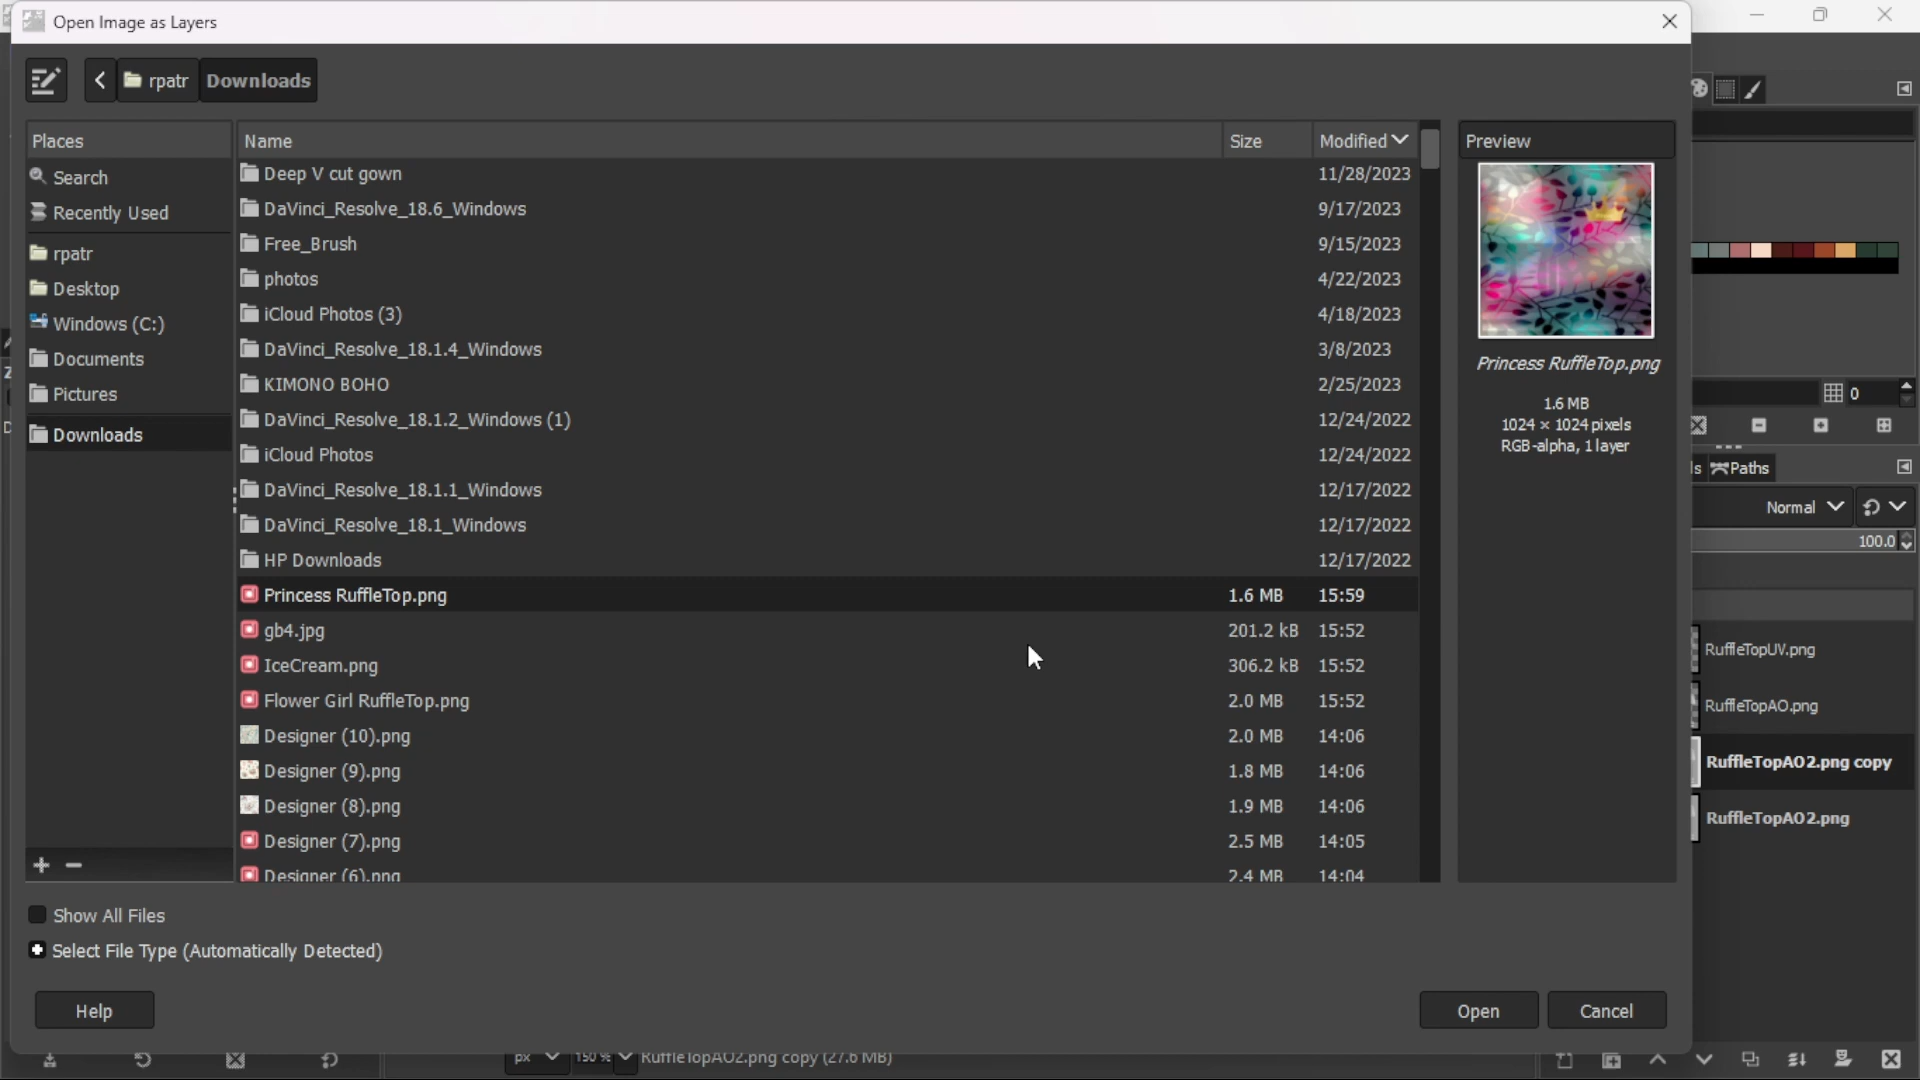 Open Image as Layers
rpatr Downloads
Places
Name Size Modified
Preview
Search
Recently Used
rpatr
Desktop
Windows (C:)
Documents
Pictures
Downloads
Deep V cut gown 11/28/2023
DaVinci_Resolve_18.6_Windows 9/17/2023
Free_Brush 9/15/2023
photos 4/22/2023
iCloud Photos (3) 4/18/2023
DaVinci_Resolve_18.1.4_Windows 3/8/2023
KIMONO BOHO 2/25/2023
DaVinci_Resolve_18.1.2_Windows (1) 12/24/2022
iCloud Photos 12/24/2022
DaVinci_Resolve_18.1.1_Windows 12/17/2022
DaVinci_Resolve_18.1_Windows 12/17/2022
HP Downloads 12/17/2022
Princess RuffleTop.png 1.6 MB 15:59
gb4.jpg 201.2 kB 15:52
IceCream.png 306.2 kB 15:52
Flower Girl RuffleTop.png 2.0 MB 15:52
Designer (10).png 2.0 MB 14:06
Designer (9).png 1.8 MB 14:06
Designer (8).png 1.9 MB 14:06
Designer (7).png 2.5 MB 14:05
Designer (6).png 2.4 MB 14:04
Princess RuffleTop.png
1.6 MB
1024 × 1024 pixels
RGB-alpha, 1 layer
0
ls Paths
Normal
100.0
RuffleTopUV.png
RuffleTopAO.png
RuffleTopAO2.png copy
RuffleTopAO2.png
Show All Files
Select File Type (Automatically Detected)
Help
Open
Cancel
px 150 % RuffleTopAO2.png copy (27.6 MB)